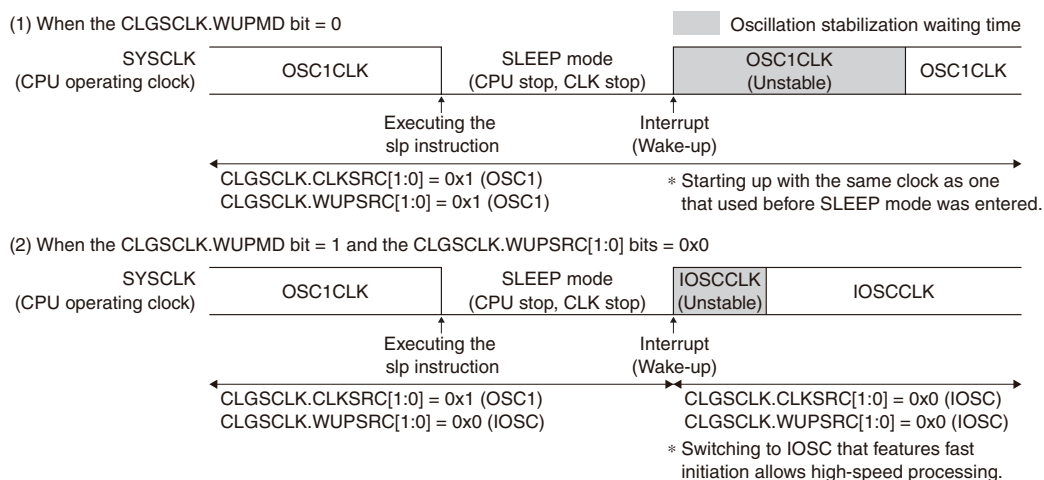 (1) When the CLGSCLK.WUPMD bit = 0
Oscillation stabilization waiting time
SYSCLK
(CPU operating clock)
OSC1CLK
SLEEP mode
(CPU stop, CLK stop)
OSC1CLK
(Unstable)
OSC1CLK
Executing the
slp instruction
Interrupt
(Wake-up)
CLGSCLK.CLKSRC[1:0] = 0x1 (OSC1)
CLGSCLK.WUPSRC[1:0] = 0x1 (OSC1)
* Starting up with the same clock as one
that used before SLEEP mode was entered.
(2) When the CLGSCLK.WUPMD bit = 1 and the CLGSCLK.WUPSRC[1:0] bits = 0x0
SYSCLK
(CPU operating clock)
OSC1CLK
SLEEP mode
(CPU stop, CLK stop)
IOSCCLK
(Unstable)
IOSCCLK
Executing the
slp instruction
Interrupt
(Wake-up)
CLGSCLK.CLKSRC[1:0] = 0x1 (OSC1)
CLGSCLK.WUPSRC[1:0] = 0x0 (IOSC)
CLGSCLK.CLKSRC[1:0] = 0x0 (IOSC)
CLGSCLK.WUPSRC[1:0] = 0x0 (IOSC)
* Switching to IOSC that features fast
initiation allows high-speed processing.